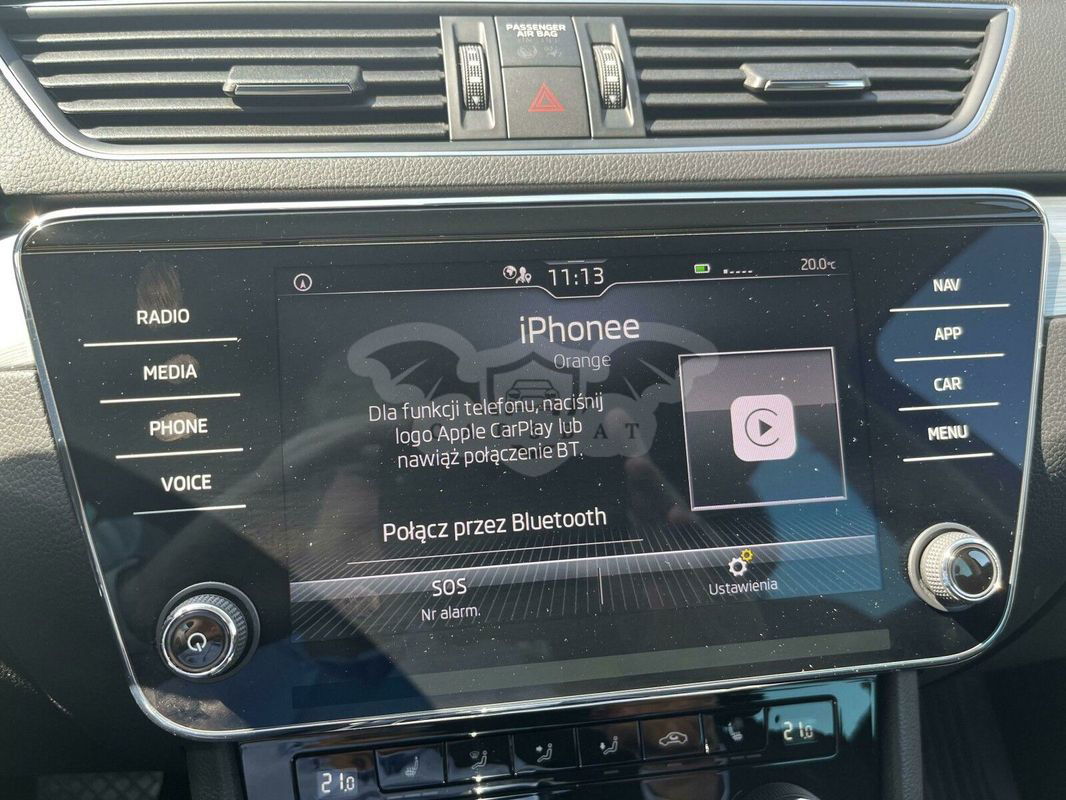 PASSENGER
AIR BAG
11:13
20.0°C
RADIO
MEDIA
PHONE
VOICE
iPhonee
Orange
Dla funkcji telefonu, naciśnij
logo Apple CarPlay lub
nawiąż połączenie BT.
Połącz przez Bluetooth
SOS
Nr alarm.
Ustawienia
NAV
APP
CAR
MENU
21.0
21.0